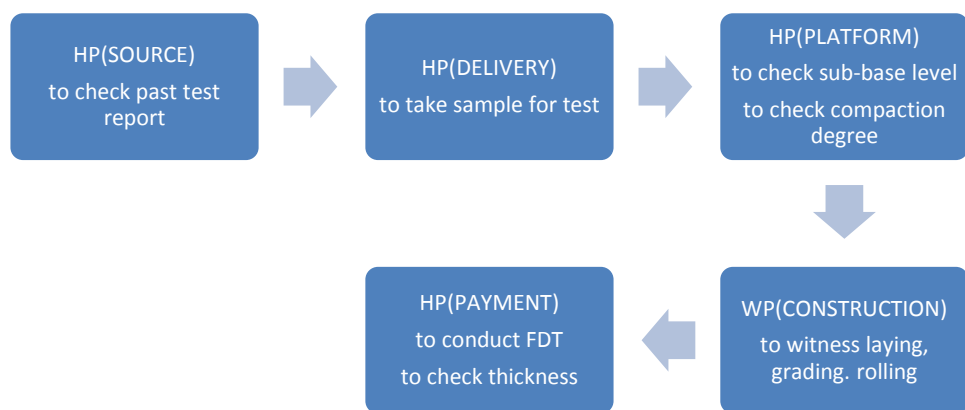 HP(SOURCE)
to check past test
report
HP(DELIVERY)
to take sample for test
HP(PLATFORM)
to check sub-base level
to check compaction
degree
WP(CONSTRUCTION)
to witness laying,
grading. rolling
HP(PAYMENT)
to conduct FDT
to check thickness